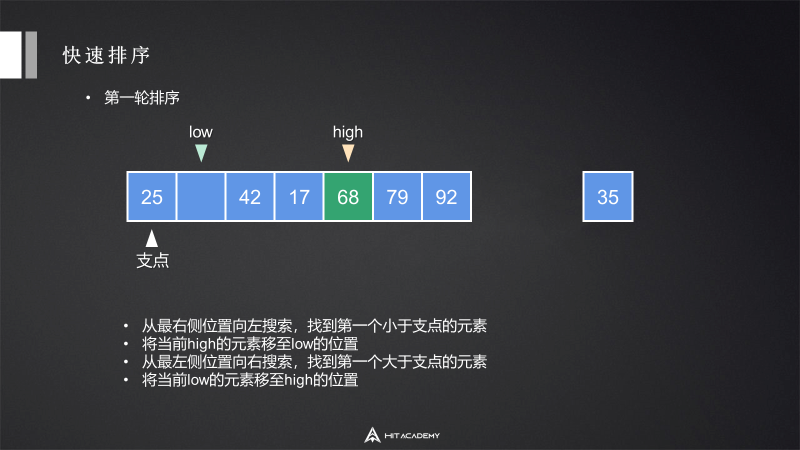 快速排序
• 第一轮排序
low high
25 42 17 68 79 92 35
支点
• 从最右侧位置向左搜索，找到第一个小于支点的元素
• 将当前high的元素移至low的位置
• 从最左侧位置向右搜索，找到第一个大于支点的元素
• 将当前low的元素移至high的位置
HIT ACADEMY